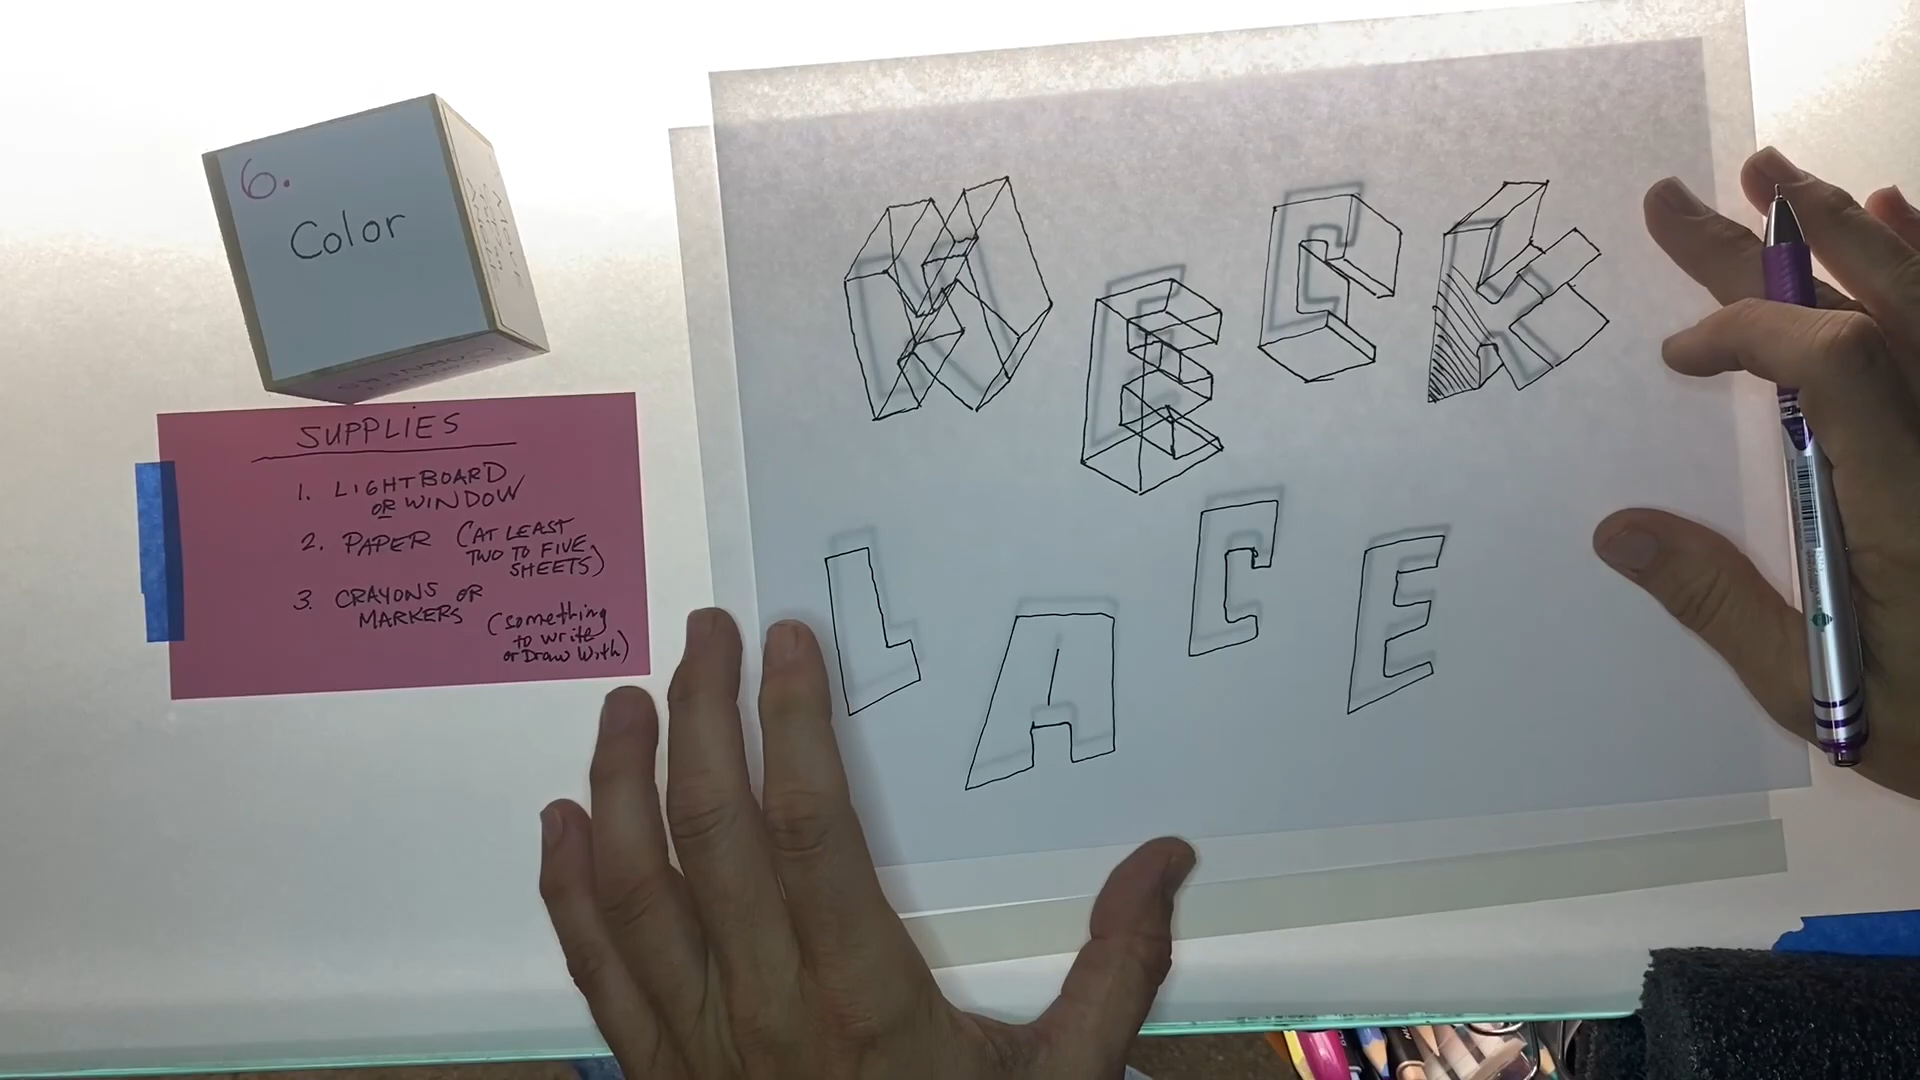 6.
Color
SUPPLIES
1. LIGHTBOARD
OR WINDOW
2. PAPER (AT LEAST
TWO TO FIVE
SHEETS)
3. CRAYONS OR
MARKERS (something
to write
or Draw With)
KECK
LACE